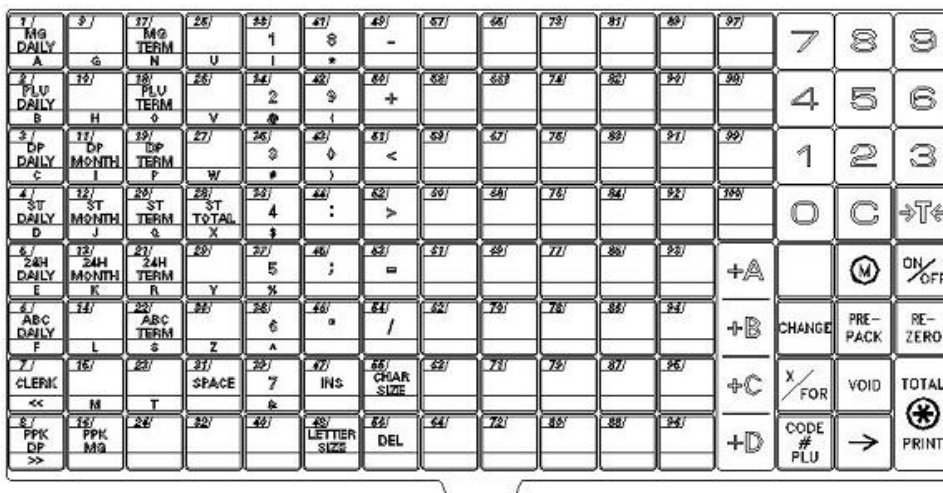 1/ 9/ 17/ 25/ 33/ 41/ 49/ 57/ 65/ 73/ 81/ 89/ 97/
MG DAILY MG TERM 1 8 - 7 8 9
A G N U ! *
2/ 10/ 18/ 26/ 34/ 42/ 50/ 58/ 74/ 82/ 90/ 98/
PLU DAILY PLU TERM 2 9 + 4 5 6
B H O V @ (
3/ 11/ 19/ 27/ 35/ 43/ 51/ 59/ 67/ 75/ 83/ 91/ 99/
DP DAILY DP MONTH DP TERM 3 < 1 2 3
C I P W # )
4/ 12/ 20/ 28/ 44/ 52/ 60/ 68/ 76/ 84/ 92/ 100/
ST DAILY ST MONTH ST TERM ST TOTAL 4 : > 0 C →T←
D J Q X $
13/ 21/ 29/ 37/ 45/ 53/ 61/ 69/ 77/ 85/ 93/
24H DAILY 24H MONTH 24H TERM 5 ; = +A M ON/OFF
E K R Y %
14/ 22/ 30/ 38/ 46/ 54/ 62/ 78/ 86/ 94/
ABC DAILY ABC TERM 6 " / +B CHANGE PRE-PACK RE-ZERO
F L S Z ^
7/ 15/ 23/ 31/ 39/ 47/ 55/ 63/ 71/ 79/ 87/ 95/
CLERK SPACE 7 INS CHAR SIZE +C X/FOR VOID TOTAL
<< M T &
8/ 16/ 24/ 32/ 40/ 48/ 56/ 64/ 72/ 80/ 88/
PPK DP PPK MG LETTER SIZE DEL +D CODE # PLU → PRINT
>>